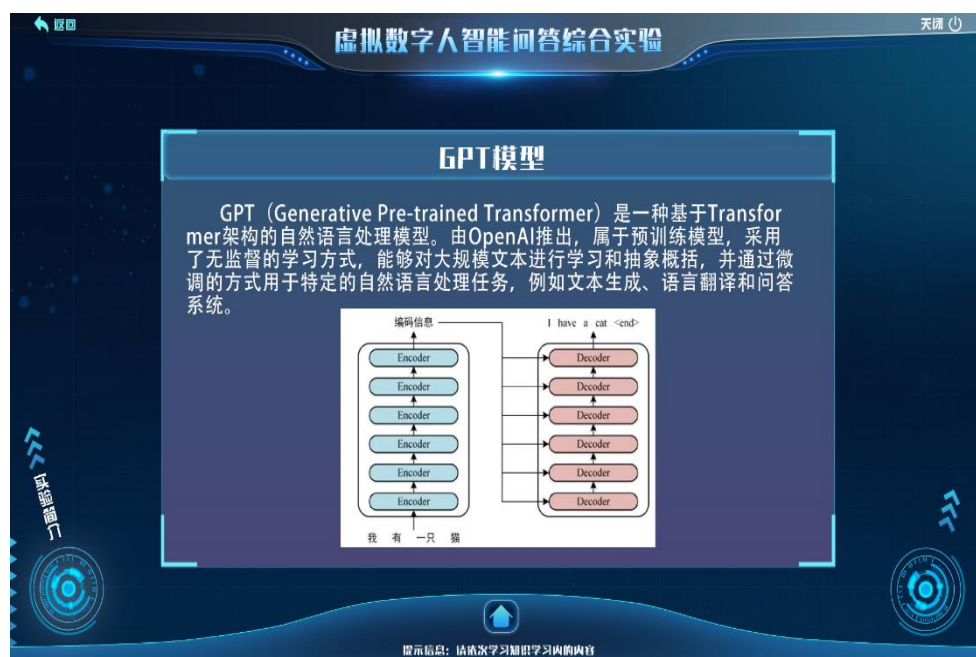 返回
虚拟数字人智能问答综合实验
关闭
GPT模型
GPT（Generative Pre-trained Transformer）是一种基于Transfor
mer架构的自然语言处理模型。由OpenAI推出，属于预训练模型，采用
了无监督的学习方式，能够对大规模文本进行学习和抽象概括，并通过微
调的方式用于特定的自然语言处理任务，例如文本生成、语言翻译和问答
系统。
编码信息
I have a cat <end>
Encoder
Decoder
Encoder
Decoder
Encoder
Decoder
Encoder
Decoder
Encoder
Decoder
Encoder
Decoder
我 有 一只 猫
实验简介
提示信息：请依次学习知识学习内的内容